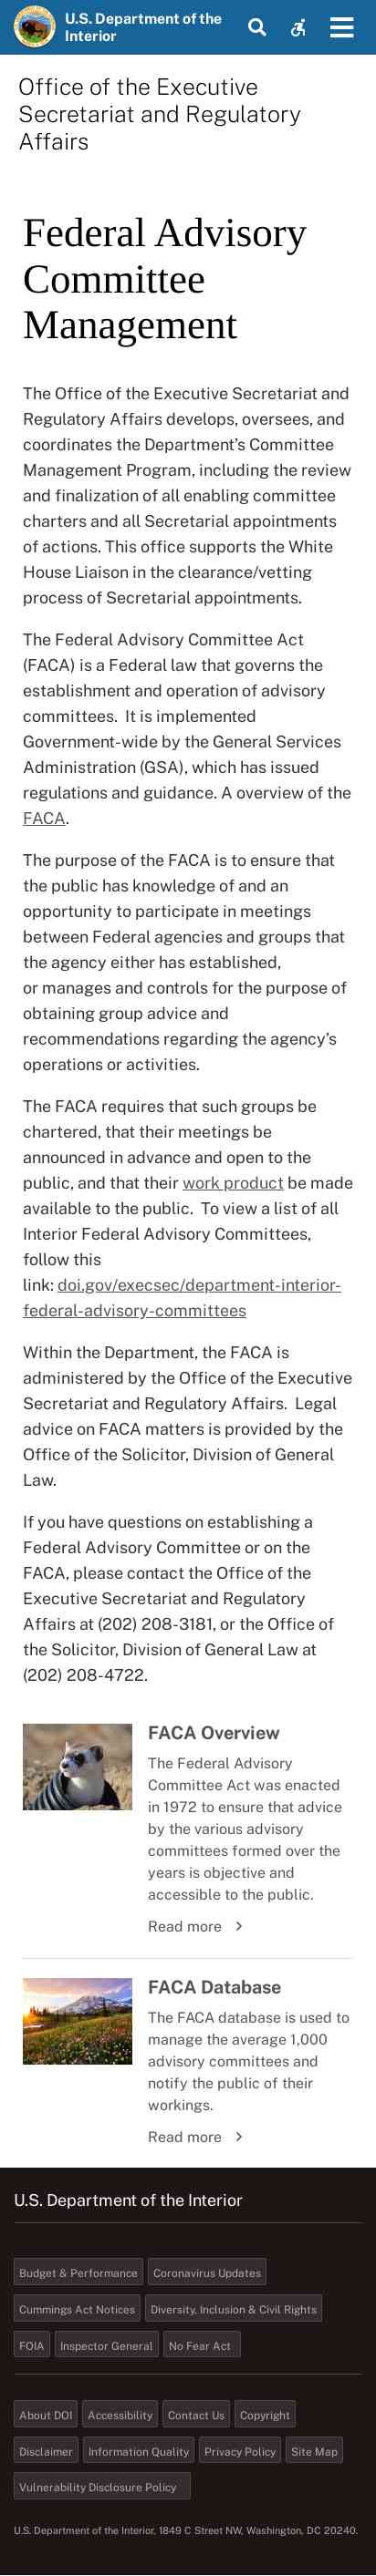 U.S. Department of the
Interior
Office of the Executive
Secretariat and Regulatory
Affairs
Federal Advisory
Committee
Management
The Office of the Executive Secretariat and
Regulatory Affairs develops, oversees, and
coordinates the Department’s Committee
Management Program, including the review
and finalization of all enabling committee
charters and all Secretarial appointments
of actions. This office supports the White
House Liaison in the clearance/vetting
process of Secretarial appointments.
The Federal Advisory Committee Act
(FACA) is a Federal law that governs the
establishment and operation of advisory
committees.  It is implemented
Government-wide by the General Services
Administration (GSA), which has issued
regulations and guidance. A overview of the
FACA.
The purpose of the FACA is to ensure that
the public has knowledge of and an
opportunity to participate in meetings
between Federal agencies and groups that
the agency either has established,
or manages and controls for the purpose of
obtaining group advice and
recommendations regarding the agency’s
operations or activities.
The FACA requires that such groups be
chartered, that their meetings be
announced in advance and open to the
public, and that their work product be made
available to the public.  To view a list of all
Interior Federal Advisory Committees,
follow this
link: doi.gov/execsec/department-interior-
federal-advisory-committees
Within the Department, the FACA is
administered by the Office of the Executive
Secretariat and Regulatory Affairs.  Legal
advice on FACA matters is provided by the
Office of the Solicitor, Division of General
Law.
If you have questions on establishing a
Federal Advisory Committee or on the
FACA, please contact the Office of the
Executive Secretariat and Regulatory
Affairs at (202) 208-3181, or the Office of
the Solicitor, Division of General Law at
(202) 208-4722.
FACA Overview
The Federal Advisory
Committee Act was enacted
in 1972 to ensure that advice
by the various advisory
committees formed over the
years is objective and
accessible to the public.
Read more
FACA Database
The FACA database is used to
manage the average 1,000
advisory committees and
notify the public of their
workings.
Read more
U.S. Department of the Interior
Budget & Performance Coronavirus Updates
Cummings Act Notices Diversity, Inclusion & Civil Rights
FOIA Inspector General No Fear Act
About DOI Accessibility Contact Us Copyright
Disclaimer Information Quality Privacy Policy Site Map
Vulnerability Disclosure Policy
U.S. Department of the Interior, 1849 C Street NW, Washington, DC 20240.